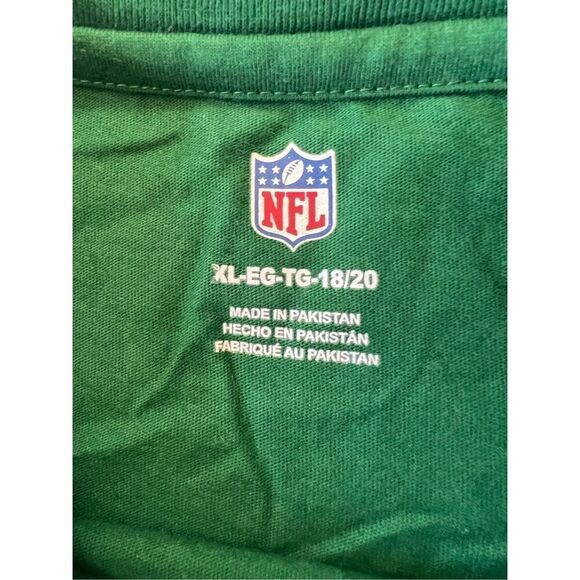 NFL
XL-EG-TG-18/20
MADE IN PAKISTAN
HECHO EN PAKISTÁN
FABRIQUÉ AU PAKISTAN